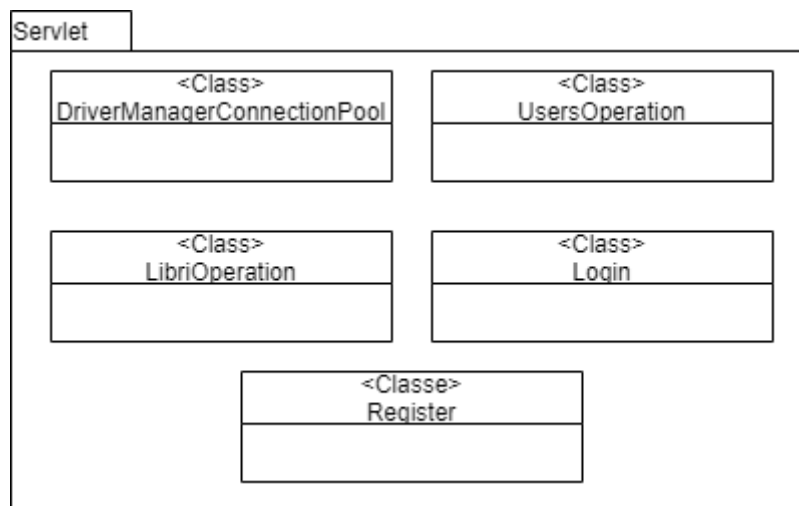 Servlet
<Class>
DriverManagerConnectionPool
<Class>
UsersOperation
<Class>
LibriOperation
<Class>
Login
<Classe>
Register